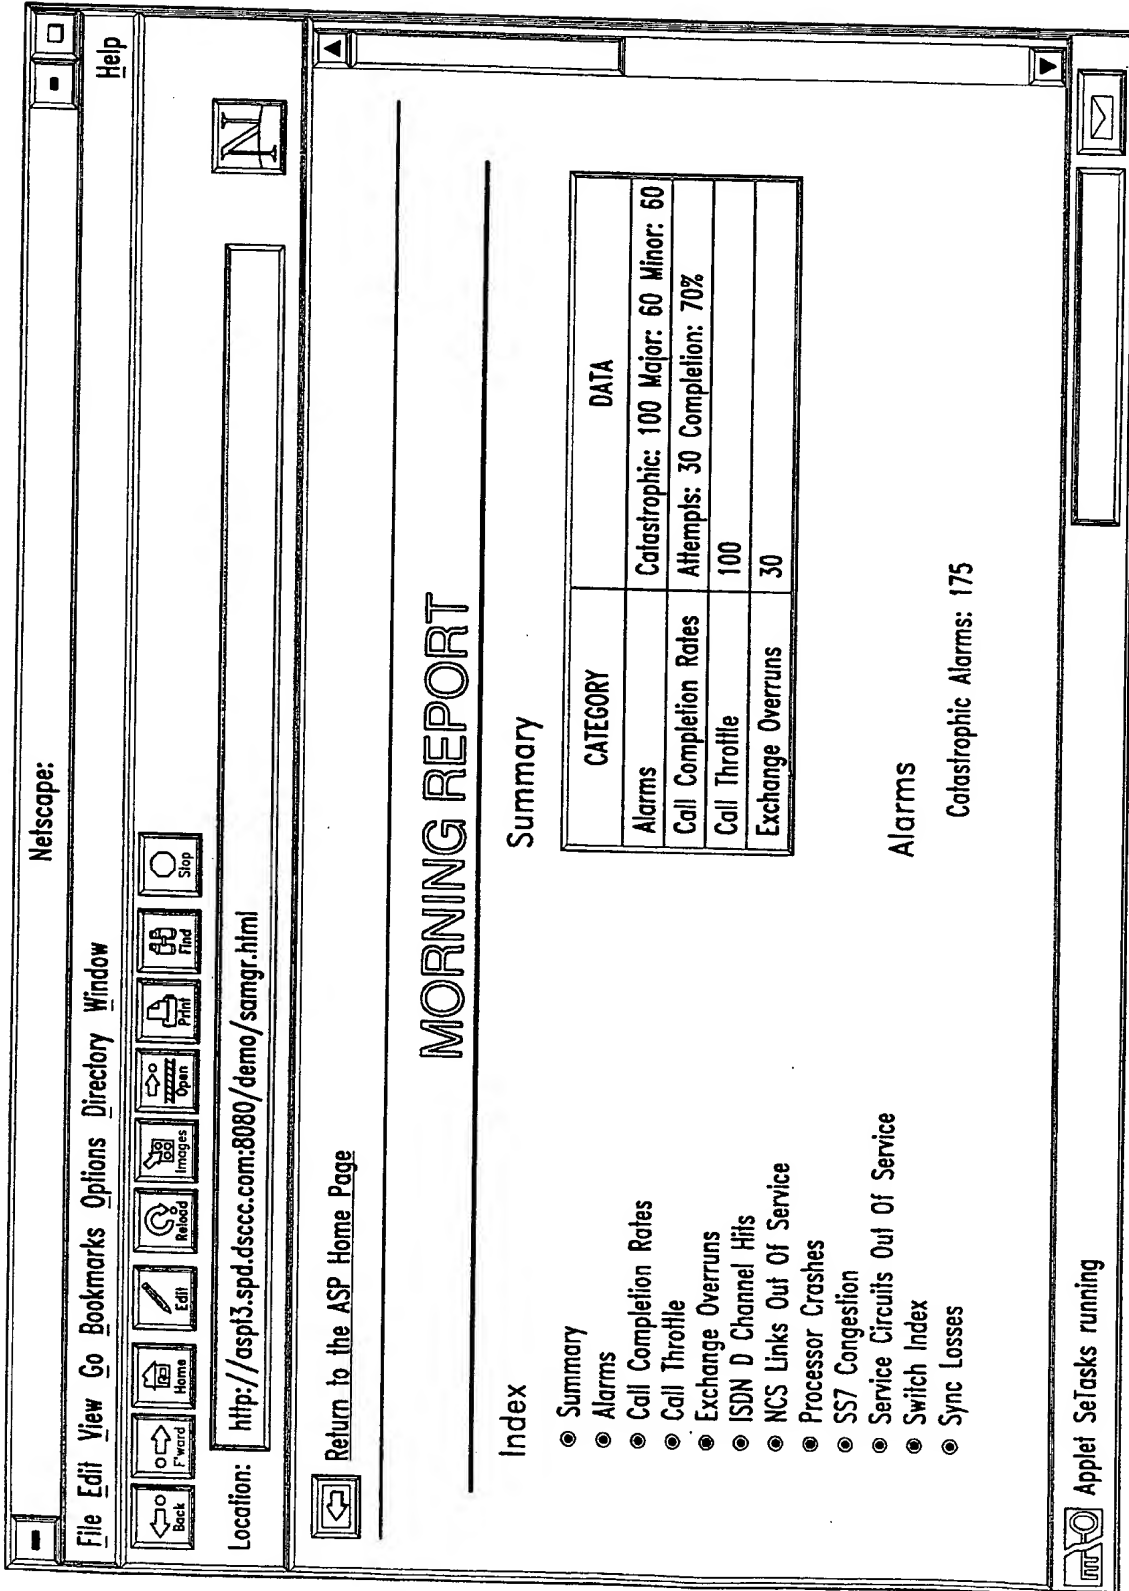 Netscape:
File Edit View Go Bookmarks Options Directory Window Help
Back F'ward Home Edit Reload Images Open Print Find Stop
Location: http://aspt3.spd.dsccc.com:8080/demo/samgr.html
N
Return to the ASP Home Page
MORNING REPORT
Index
Summary
Alarms
Call Completion Rates
Call Throttle
Exchange Overruns
ISDN D Channel Hits
NCS Links Out Of Service
Processor Crashes
SS7 Congestion
Service Circuits Out Of Service
Switch Index
Sync Losses
Summary
CATEGORY DATA
Alarms Catastrophic: 100 Major: 60 Minor: 60
Call Completion Rates Attempts: 30 Completion: 70%
Call Throttle 100
Exchange Overruns 30
Alarms
Catastrophic Alarms: 175
Applet SeTasks running